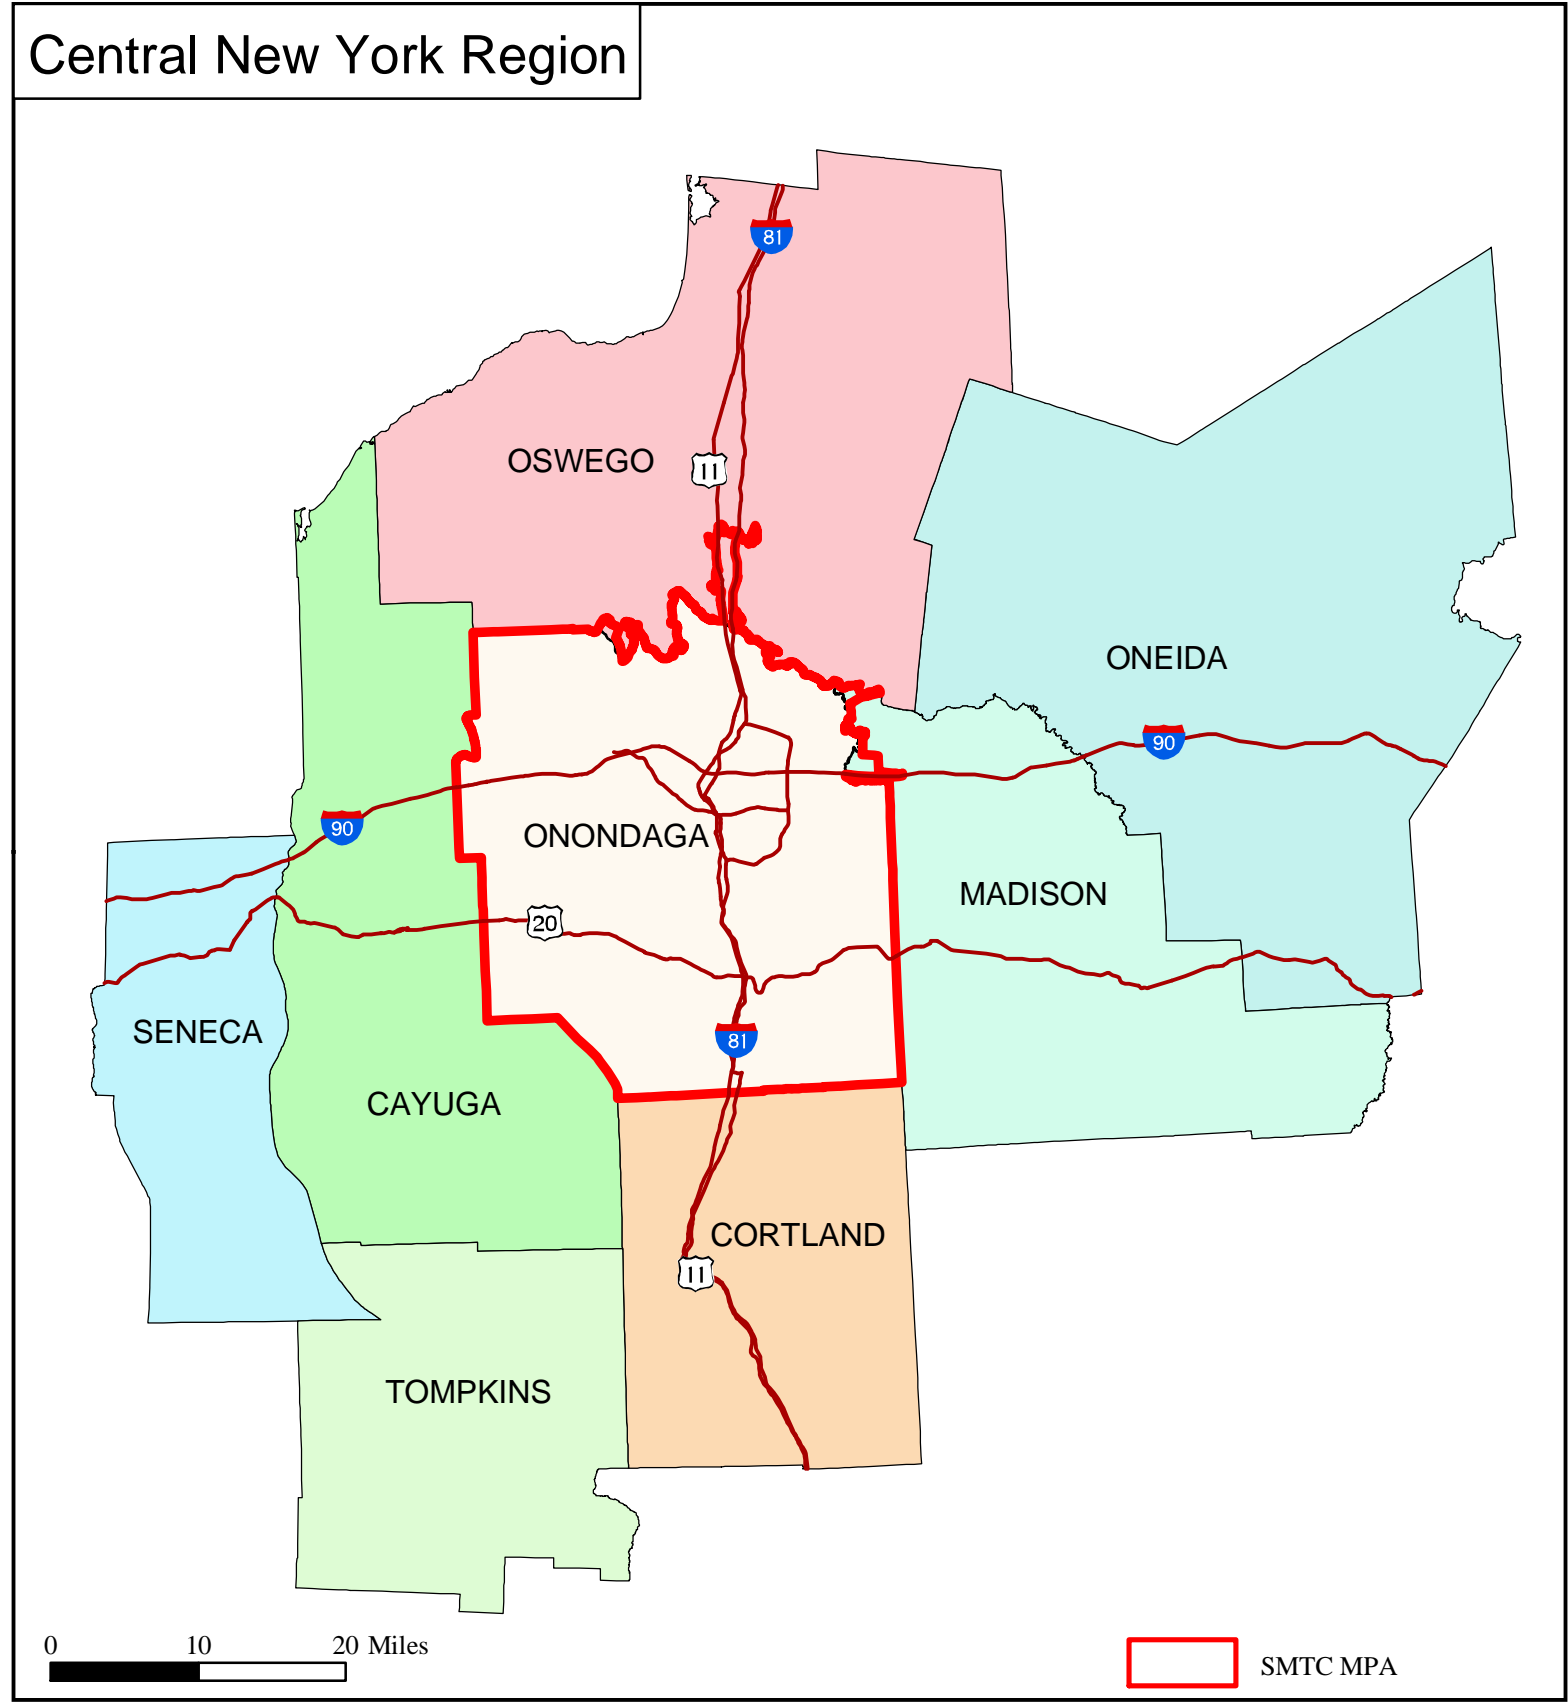 Central New York Region
81
OSWEGO
11
ONEIDA
90
90
ONONDAGA
MADISON
20
SENECA
81
CAYUGA
CORTLAND
11
TOMPKINS
0 10 20 Miles
SMTC MPA